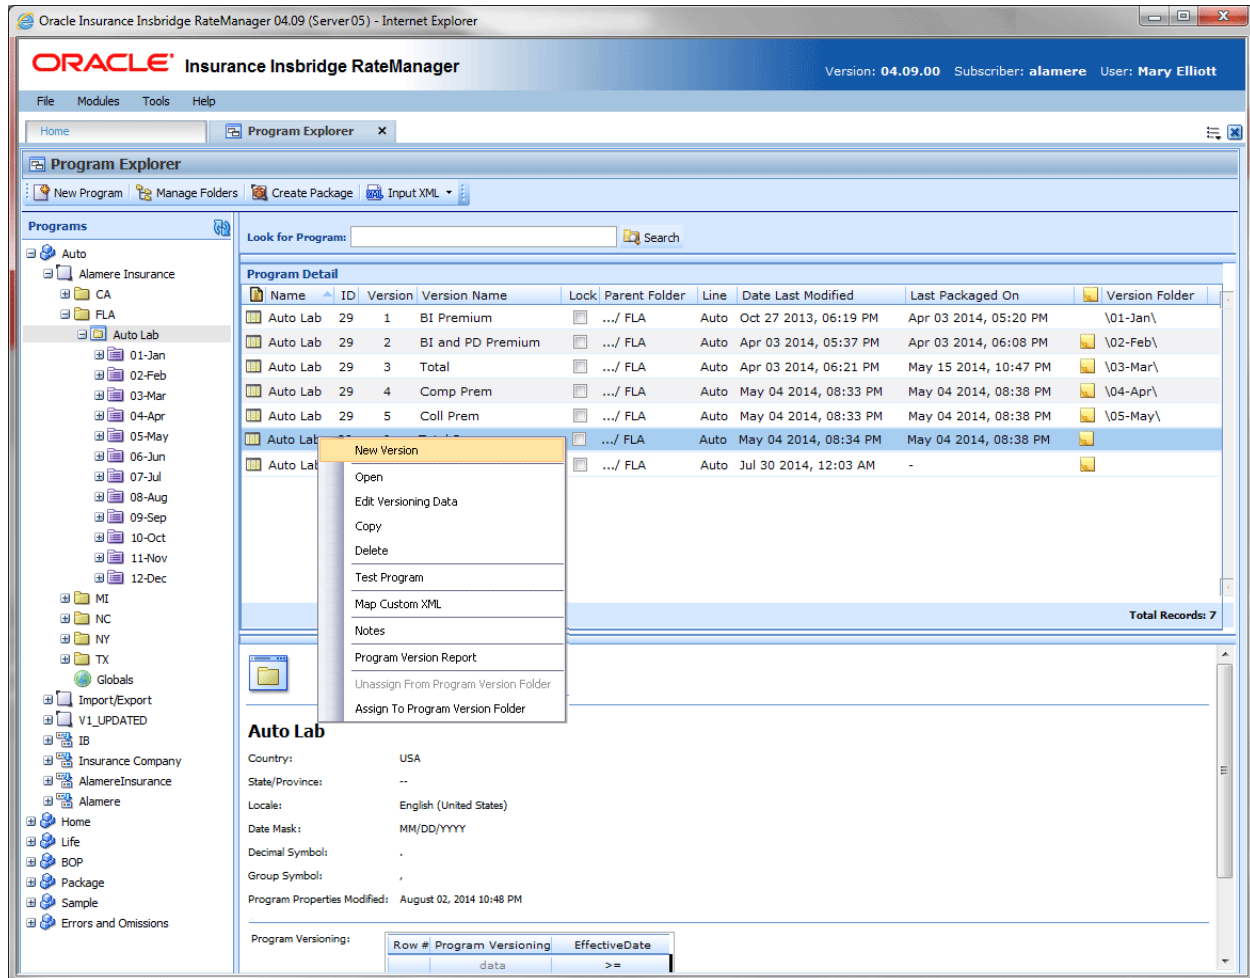 Oracle Insurance Insbridge RateManager 04.09 (Server05) - Internet Explorer
ORACLE Insurance Insbridge RateManager
Version: 04.09.00 Subscriber: alamere User: Mary Elliott
File Modules Tools Help
Home Program Explorer
Program Explorer
New Program Manage Folders Create Package Input XML
Programs
Auto
Alamere Insurance
CA
FLA
Auto Lab
01-Jan
02-Feb
03-Mar
04-Apr
05-May
06-Jun
07-Jul
08-Aug
09-Sep
10-Oct
11-Nov
12-Dec
MI
NC
NY
TX
Globals
Import/Export
V1_UPDATED
IB
Insurance Company
AlamereInsurance
Alamere
Home
Life
BOP
Package
Sample
Errors and Omissions
Look for Program: Search
Program Detail
Name ID Version Version Name Lock Parent Folder Line Date Last Modified Last Packaged On Version Folder
Auto Lab 29 1 BI Premium .../ FLA Auto Oct 27 2013, 06:19 PM Apr 03 2014, 05:20 PM \01-Jan\
Auto Lab 29 2 BI and PD Premium .../ FLA Auto Apr 03 2014, 05:37 PM Apr 03 2014, 06:08 PM \02-Feb\
Auto Lab 29 3 Total .../ FLA Auto Apr 03 2014, 06:21 PM May 15 2014, 10:47 PM \03-Mar\
Auto Lab 29 4 Comp Prem .../ FLA Auto May 04 2014, 08:33 PM May 04 2014, 08:38 PM \04-Apr\
Auto Lab 29 5 Coll Prem .../ FLA Auto May 04 2014, 08:33 PM May 04 2014, 08:38 PM \05-May\
Auto Lab .../ FLA Auto May 04 2014, 08:34 PM May 04 2014, 08:38 PM
Auto Lab .../ FLA Auto Jul 30 2014, 12:03 AM -
New Version
Open
Edit Versioning Data
Copy
Delete
Test Program
Map Custom XML
Notes
Program Version Report
Unassign From Program Version Folder
Assign To Program Version Folder
Total Records: 7
Auto Lab
Country: USA
State/Province: --
Locale: English (United States)
Date Mask: MM/DD/YYYY
Decimal Symbol: .
Group Symbol: ,
Program Properties Modified: August 02, 2014 10:48 PM
Program Versioning:
Row # Program Versioning EffectiveDate
data >=